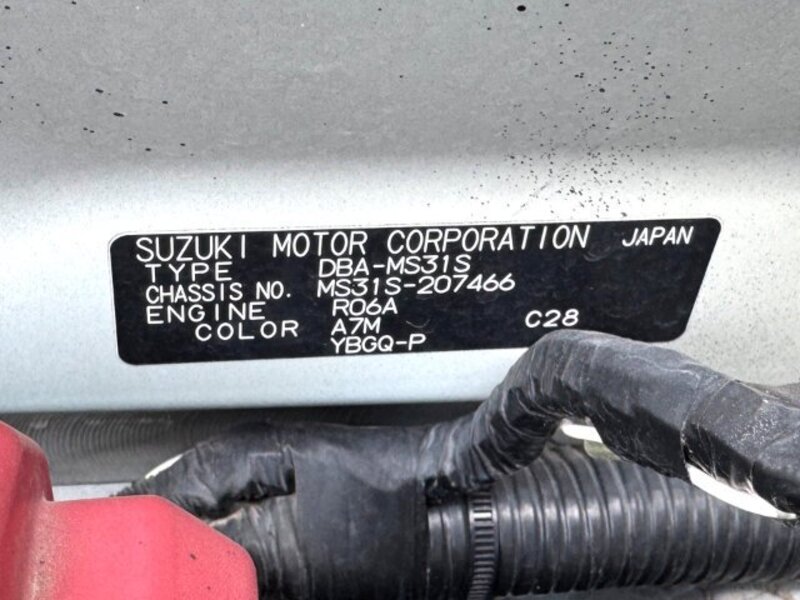 SUZUKI MOTOR CORPORATION JAPAN
TYPE DBA-MS31S
CHASSIS NO. MS31S-207466
ENGINE R06A
COLOR A7M C28
YBGQ-P